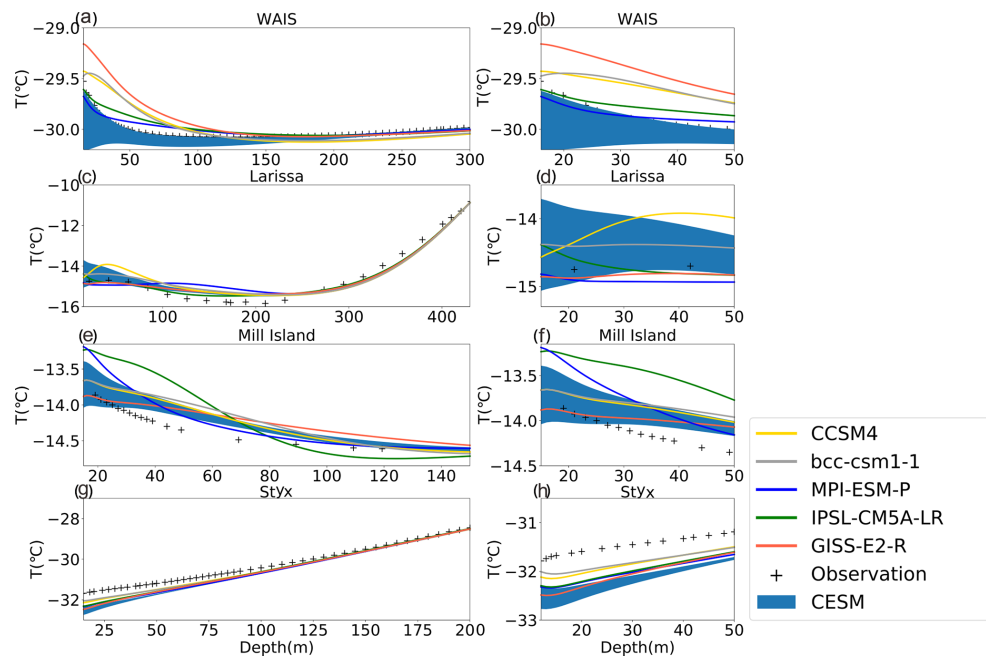 (a) WAIS
T(°C)
−29.0
−29.5
−30.0
50 100 150 200 250 300
(b) WAIS
−29.0
−29.5
−30.0
20 30 40 50
(c) Larissa
T(°C)
−10
−12
−14
−16
100 200 300 400
(d) Larissa
−14
−15
20 30 40 50
(e) Mill Island
T(°C)
−13.5
−14.0
−14.5
20 40 60 80 100 120 140
(f) Mill Island
−13.5
−14.0
−14.5
20 30 40 50
(g) Styx
T(°C)
−28
−30
−32
25 50 75 100 125 150 175 200
Depth(m)
(h) Styx
−31
−32
−33
20 30 40 50
Depth(m)
CCSM4
bcc-csm1-1
MPI-ESM-P
IPSL-CM5A-LR
GISS-E2-R
Observation
CESM